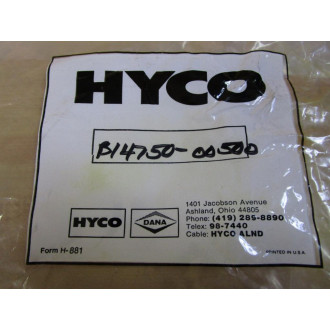 HYCO
B14750-00500
1401 Jacobson Avenue
Ashland, Ohio 44805
Phone: (419) 289-8890
Telex: 98-7440
Cable: HYCO 4LND
HYCO
DANA
Form H-881
PRINTED IN U.S.A.